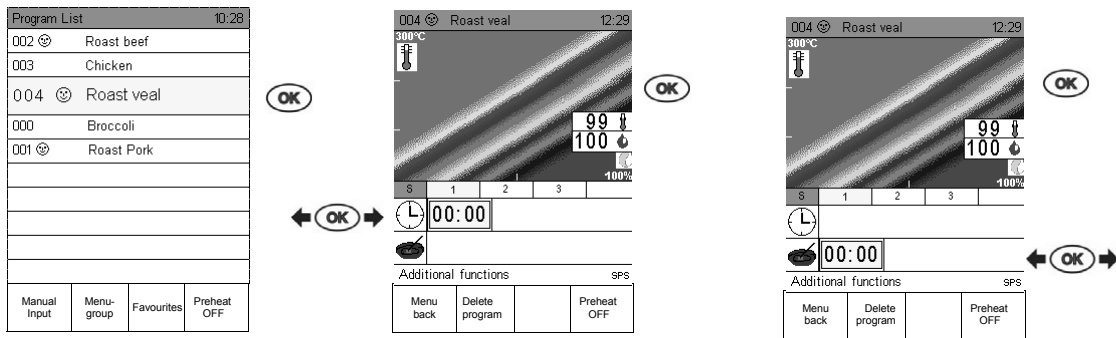 Program List 10:28
002 Roast beef
003 Chicken
004 Roast veal
000 Broccoli
001 Roast Pork
Manual Input Menu-group Favourites Preheat OFF
OK
004 Roast veal 12:29
300°C
99
100
100%
S 1 2 3
OK
00:00
Additional functions SPS
Menu back Delete program Preheat OFF
OK
004 Roast veal 12:29
300°C
99
100
100%
S 1 2 3
00:00
OK
Additional functions SPS
Menu back Delete program Preheat OFF
OK